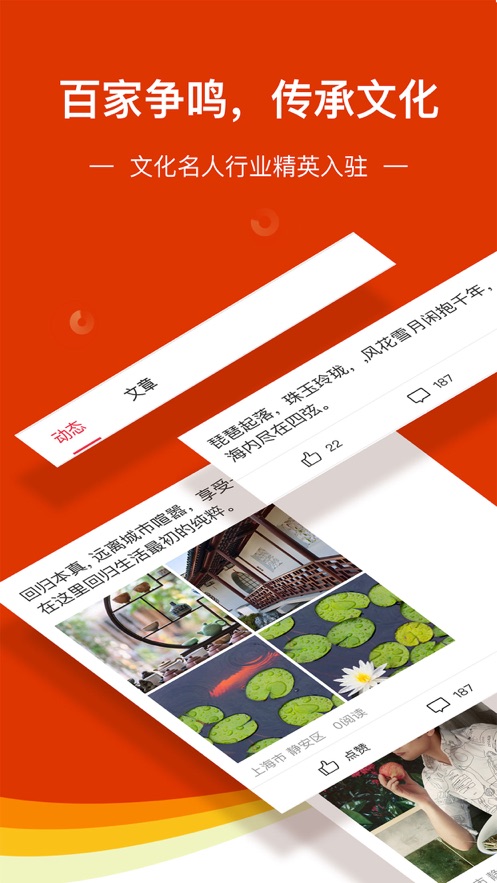 百家争鸣，传承文化
— 文化名人行业精英入驻 —
动态
文章
琵琶起落，珠玉玲珑，,风花雪月闲抱千年，
海内尽在四弦。
22
187
回归本真,远离城市喧嚣，享受
在这里回归生活最初的纯粹。
上海市 静安区 0阅读
点赞
187